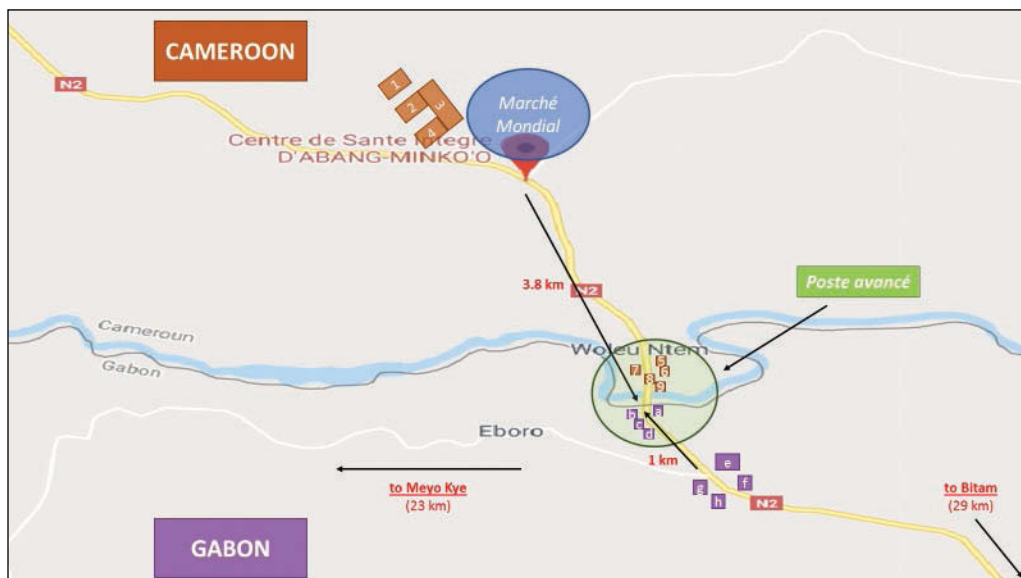 CAMEROON
N2
1
2
3
4
Marché
Mondial
Centre de Sante Integre
D'ABANG-MINKO'O
3.8 km
N2
Poste avancé
Cameroun
Gabon
Woleu Ntem
5
7
6
8
9
b
a
c
d
Eboro
1 km
e
g
f
h
N2
to Meyo Kye
(23 km)
to Bitam
(29 km)
GABON